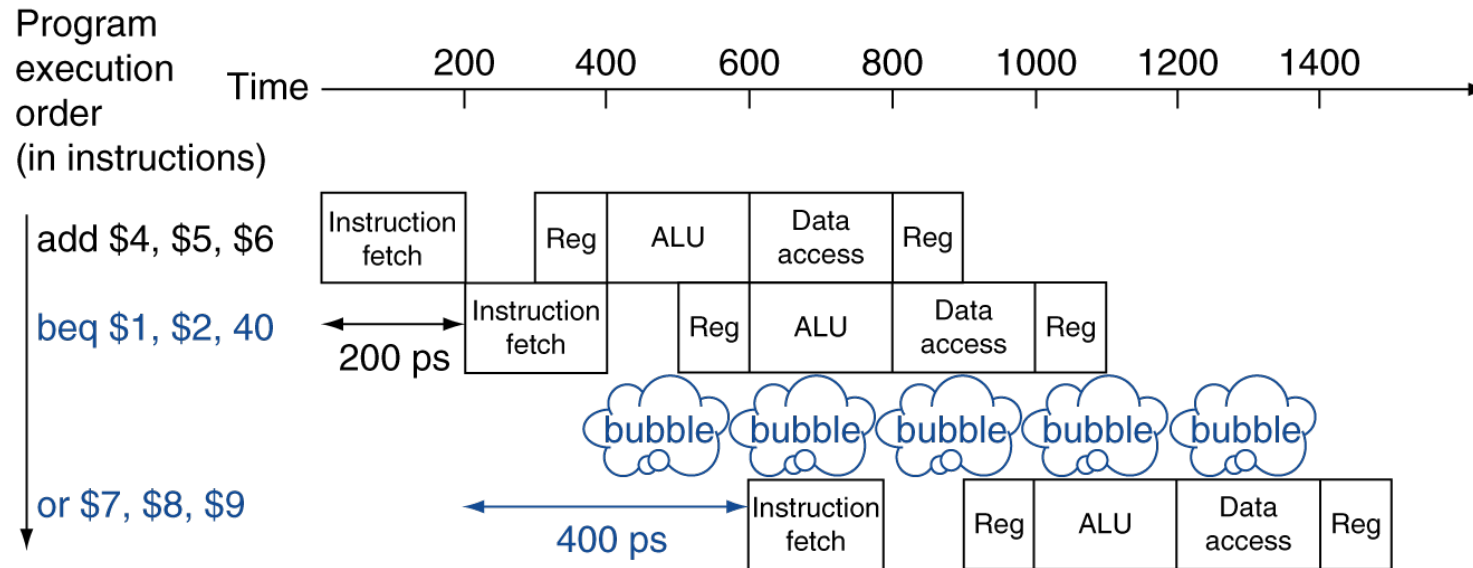 Program
execution
order
(in instructions)
Time
200 400 600 800 1000 1200 1400
add $4, $5, $6
Instruction
fetch
Reg
ALU
Data
access
Reg
beq $1, $2, 40
200 ps
Instruction
fetch
Reg
ALU
Data
access
Reg
bubble bubble bubble bubble bubble
or $7, $8, $9
400 ps
Instruction
fetch
Reg
ALU
Data
access
Reg